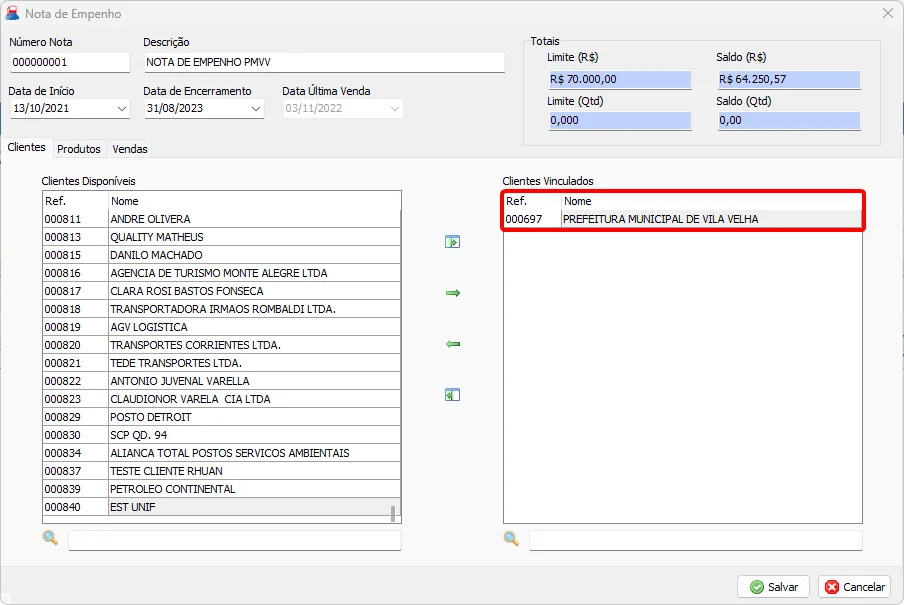 Nota de Empenho
Número Nota
Descrição
Totais
Limite (R$)
Saldo (R$)
000000001
NOTA DE EMPENHO PMVV
R$ 70.000,00
R$ 64.250,57
Data de Início
Data de Encerramento
Data Última Venda
Limite (Qtd)
Saldo (Qtd)
13/10/2021
31/08/2023
03/11/2022
0,000
0,00
Clientes
Produtos
Vendas
Clientes Disponíveis
Ref. Nome
000811 ANDRE OLIVERA
000813 QUALITY MATHEUS
000815 DANILO MACHADO
000816 AGENCIA DE TURISMO MONTE ALEGRE LTDA
000817 CLARA ROSI BASTOS FONSECA
000818 TRANSPORTADORA IRMAOS ROMBALDI LTDA.
000819 AGV LOGISTICA
000820 TRANSPORTES CORRIENTES LTDA.
000821 TEDE TRANSPORTES LTDA.
000822 ANTONIO JUVENAL VARELLA
000823 CLAUDIONOR VARELA CIA LTDA
000829 POSTO DETROIT
000830 SCP QD. 94
000834 ALIANCA TOTAL POSTOS SERVICOS AMBIENTAIS
000837 TESTE CLIENTE RHUAN
000839 PETROLEO CONTINENTAL
000840 EST UNIF
Clientes Vinculados
Ref. Nome
000697 PREFEITURA MUNICIPAL DE VILA VELHA
Salvar
Cancelar